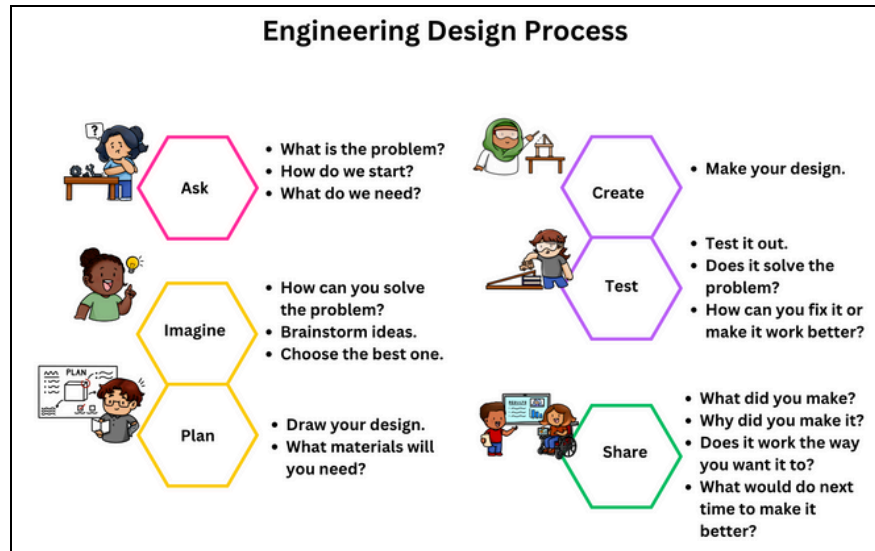 Engineering Design Process
?
Ask
• What is the problem?
• How do we start?
• What do we need?
Imagine
• How can you solve
the problem?
• Brainstorm ideas.
• Choose the best one.
PLAN
Plan
• Draw your design.
• What materials will
you need?
Create
• Make your design.
Test
• Test it out.
• Does it solve the
problem?
• How can you fix it or
make it work better?
Share
• What did you make?
• Why did you make it?
• Does it work the way
you want it to?
• What would do next
time to make it
better?